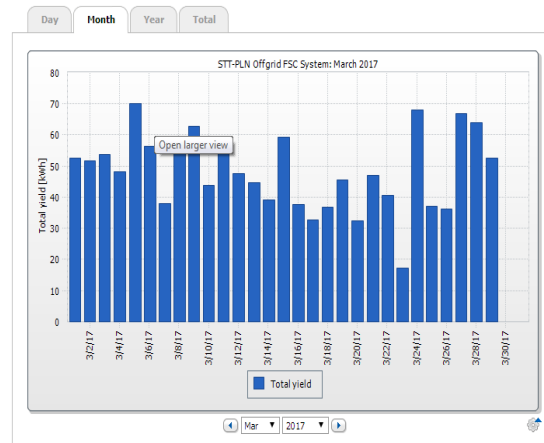 Day Month Year Total
STT-PLN Offgrid FSC System: March 2017
Total yield [kWh]
80
70
60
50
40
30
20
10
0
Open larger view
3/2/17 3/4/17 3/6/17 3/8/17 3/10/17 3/12/17 3/14/17 3/16/17 3/18/17 3/20/17 3/22/17 3/24/17 3/26/17 3/28/17 3/30/17
Total yield
Mar 2017